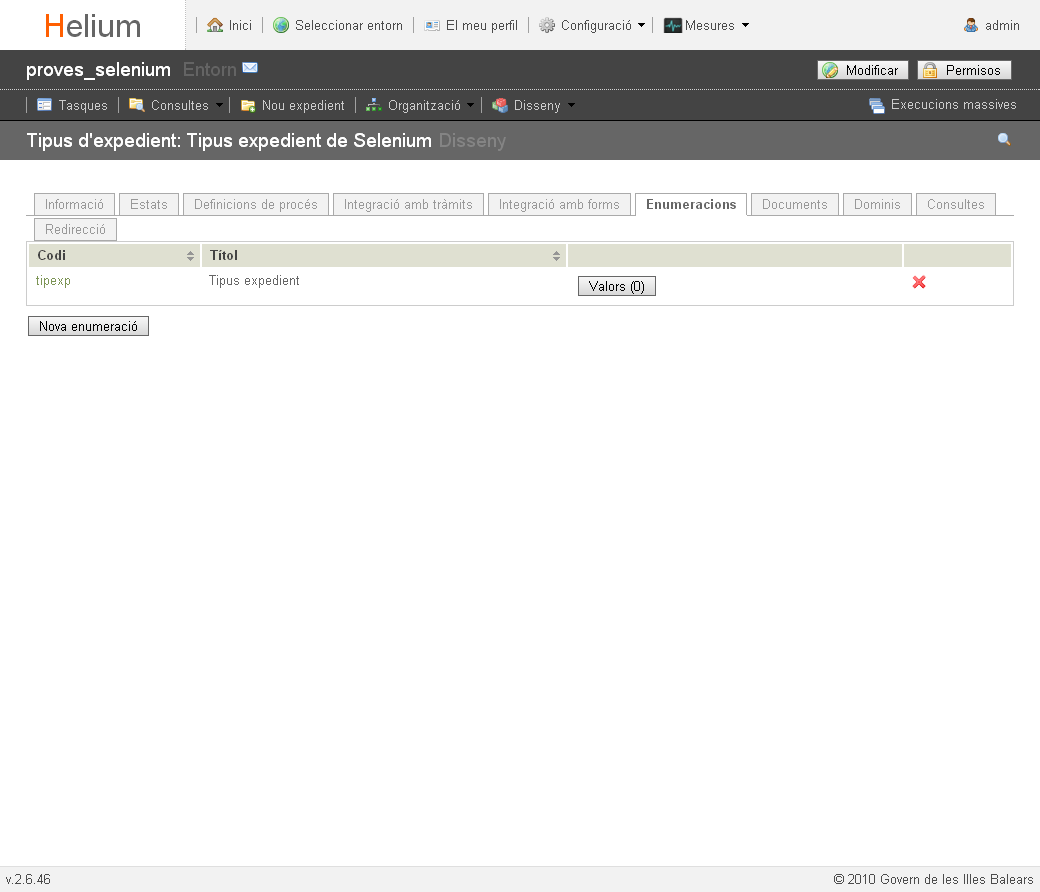 Helium Inici Seleccionar entorn El meu perfil Configuració Mesures admin
proves_selenium Entorn Modificar Permisos
Tasques Consultes Nou expedient Organització Disseny Execucions massives
Tipus d'expedient: Tipus expedient de Selenium Disseny
Informació Estats Definicions de procés Integració amb tràmits Integració amb forms Enumeracions Documents Dominis Consultes
Redirecció
Codi Títol
tipexp Tipus expedient Valors (0)
Nova enumeració
v.2.6.46 © 2010 Govern de les Illes Balears